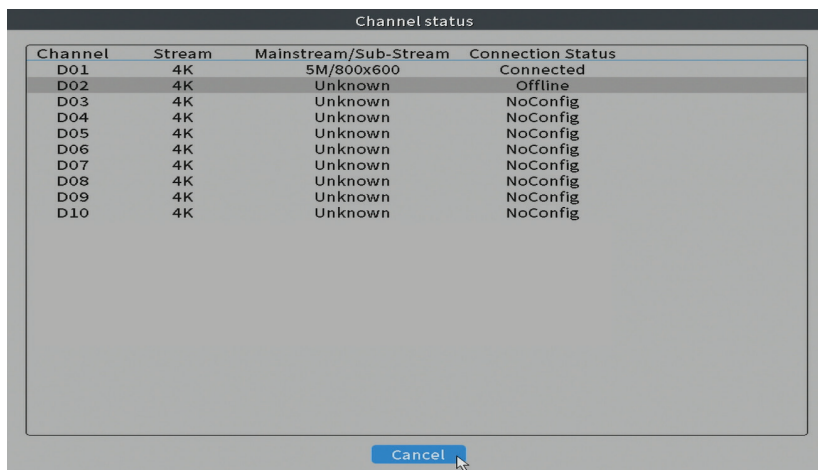 Channel status
Channel Stream Mainstream/Sub-Stream Connection Status
D01 4K 5M/800x600 Connected
D02 4K Unknown Offline
D03 4K Unknown NoConfig
D04 4K Unknown NoConfig
D05 4K Unknown NoConfig
D06 4K Unknown NoConfig
D07 4K Unknown NoConfig
D08 4K Unknown NoConfig
D09 4K Unknown NoConfig
D10 4K Unknown NoConfig
Cancel